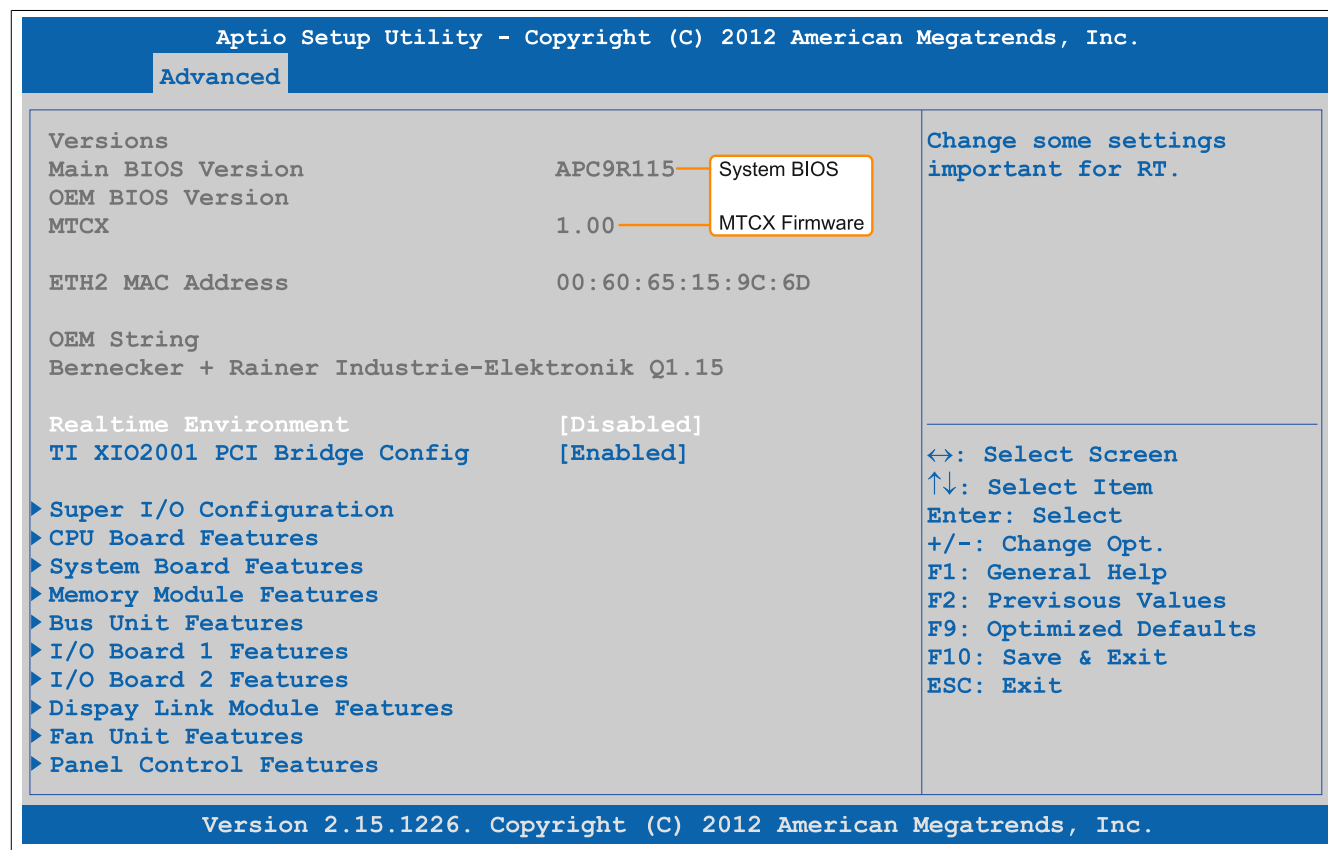 Aptio Setup Utility - Copyright (C) 2012 American Megatrends, Inc.
Advanced
Versions
Main BIOS Version APC9R115 System BIOS
OEM BIOS Version
MTCX 1.00 MTCX Firmware
ETH2 MAC Address 00:60:65:15:9C:6D
OEM String
Bernecker + Rainer Industrie-Elektronik Q1.15
Realtime Environment [Disabled]
TI XIO2001 PCI Bridge Config [Enabled]
Super I/O Configuration
CPU Board Features
System Board Features
Memory Module Features
Bus Unit Features
I/O Board 1 Features
I/O Board 2 Features
Dispay Link Module Features
Fan Unit Features
Panel Control Features
Change some settings
important for RT.
↔: Select Screen
↑↓: Select Item
Enter: Select
+/-: Change Opt.
F1: General Help
F2: Previsous Values
F9: Optimized Defaults
F10: Save & Exit
ESC: Exit
Version 2.15.1226. Copyright (C) 2012 American Megatrends, Inc.